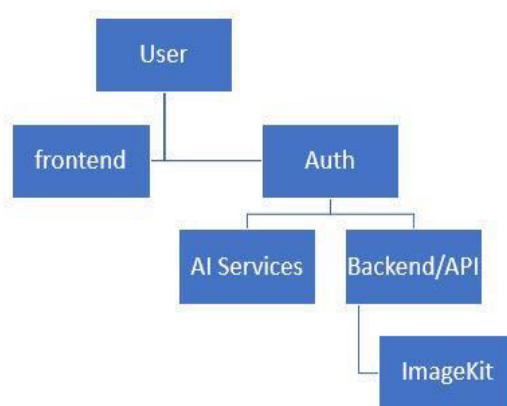 User
frontend
Auth
AI Services
Backend/API
ImageKit